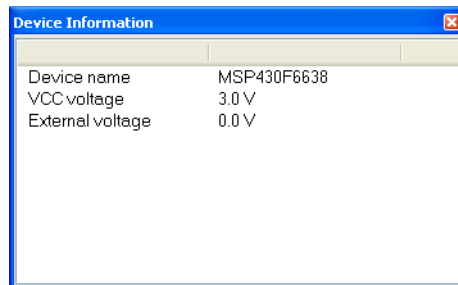 Device Information
Device name MSP430F6638
VCC voltage 3.0 V
External voltage 0.0 V